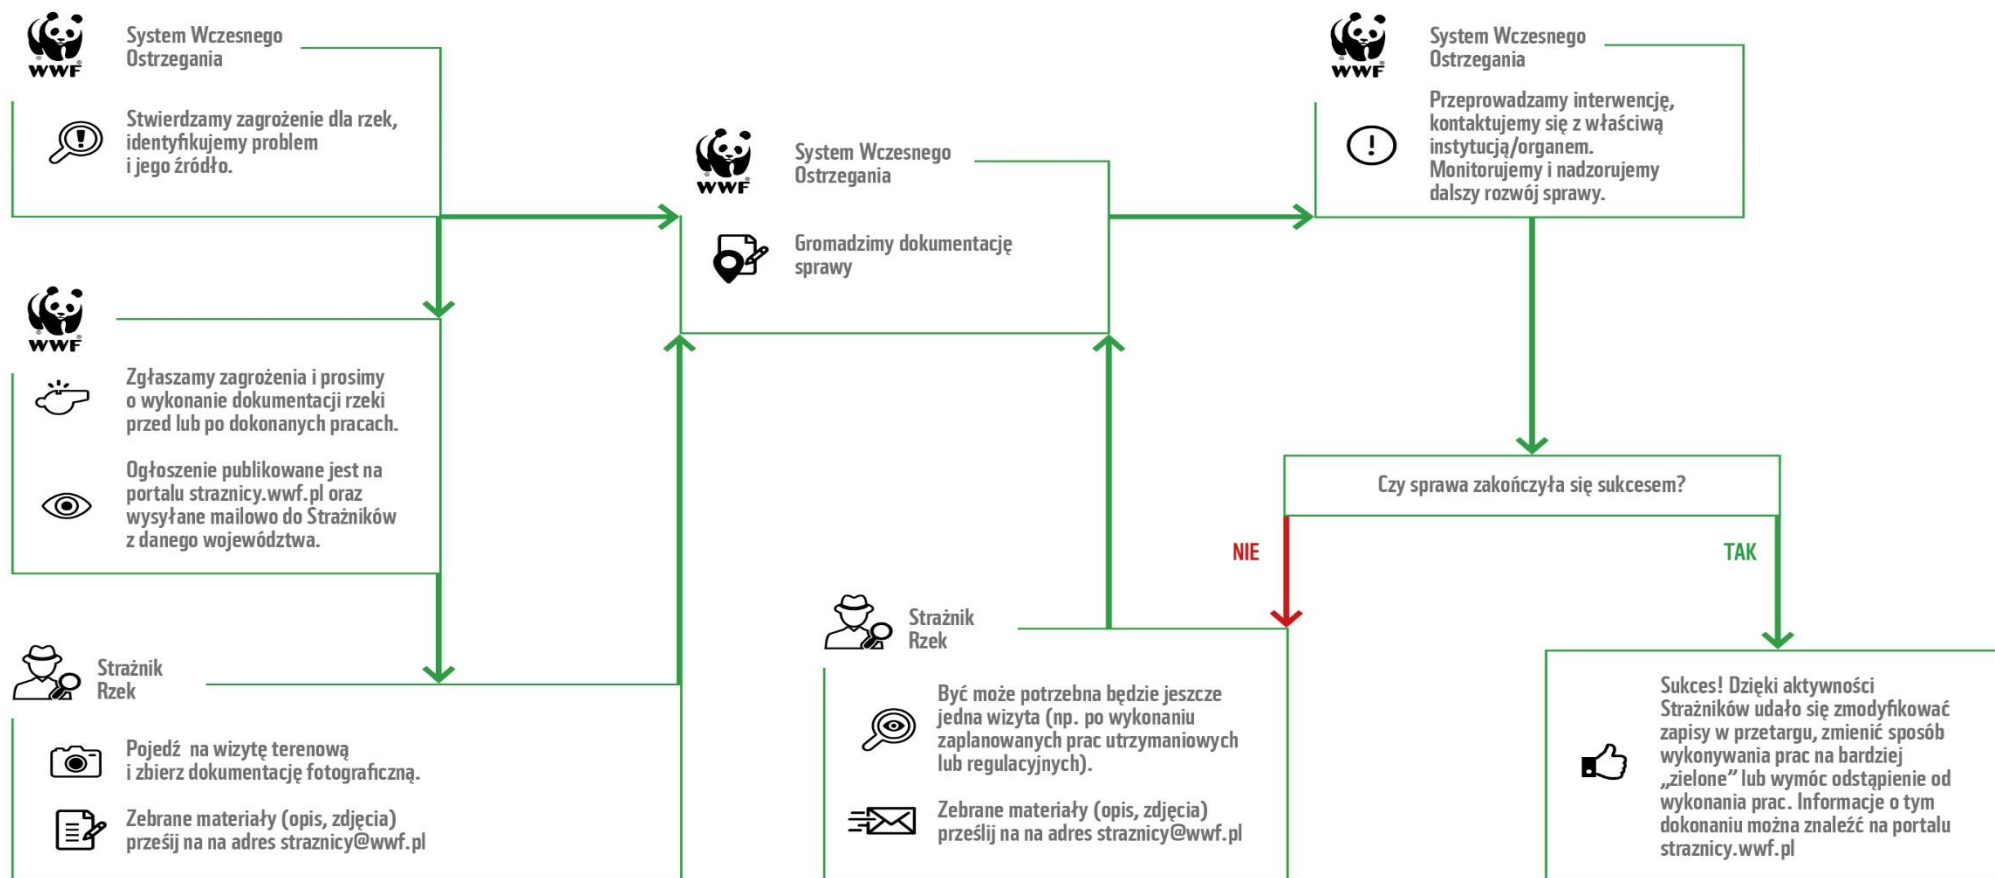 WWF
System Wczesnego
Ostrzegania
Stwierdzamy zagrożenie dla rzek,
identyfikujemy problem
i jego źródło.
WWF
Zgłaszamy zagrożenia i prosimy
o wykonanie dokumentacji rzeki
przed lub po dokonanych pracach.
Ogłoszenie publikowane jest na
portalu straznicy.wwf.pl oraz
wysyłane mailowo do Strażników
z danego województwa.
Strażnik
Rzek
Pojedź na wizytę terenową
i zbierz dokumentację fotograficzną.
Zebrane materiały (opis, zdjęcia)
prześij na na adres straznicy@wwf.pl
WWF
System Wczesnego
Ostrzegania
Gromadzimy dokumentację
sprawy
WWF
System Wczesnego
Ostrzegania
Przeprowadzamy interwencję,
kontaktujemy się z właściwą
instytucją/organem.
Monitorujemy i nadzorujemy
dalszy rozwój sprawy.
Czy sprawa zakończyła się sukcesem?
NIE
TAK
Strażnik
Rzek
Być może potrzebna będzie jeszcze
jedna wizyta (np. po wykonaniu
zaplanowanych prac utrzymaniowych
lub regulacyjnych).
Zebrane materiały (opis, zdjęcia)
prześlij na na adres straznicy@wwf.pl
Sukces! Dzięki aktywności
Strażników udało się zmodyfikować
zapisy w przetargu, zmienić sposób
wykonywania prac na bardziej
„zielone” lub wymóc odstąpienie od
wykonania prac. Informacje o tym
dokonaniu można znaleźć na portalu
straznicy.wwf.pl